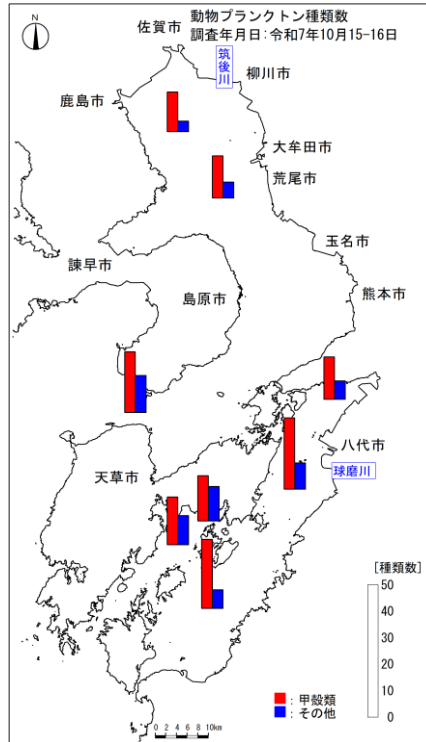 動物プランクトン種類数
調査年月日:令和7年10月15-16日
N
佐賀市
筑後川
柳川市
鹿島市
大牟田市
荒尾市
玉名市
諫早市
島原市
熊本市
八代市
球磨川
天草市
[種類数]
50
40
30
20
10
0
:甲殻類
:その他
0 2 4 6 8 10km